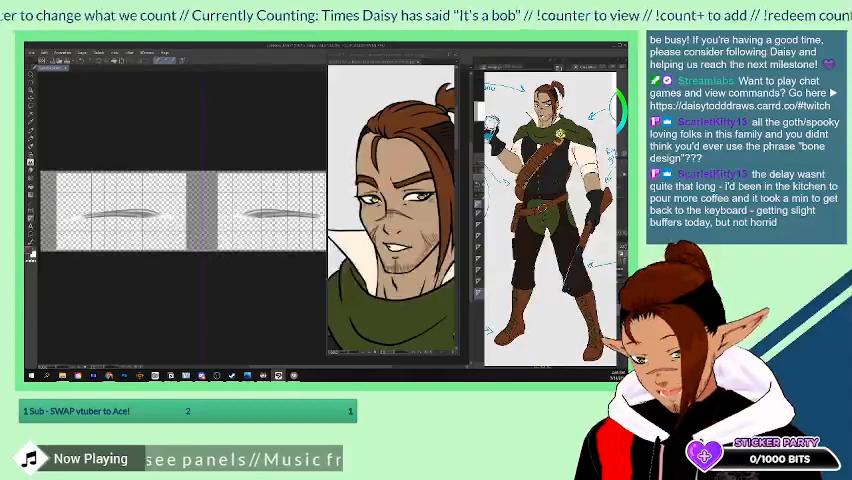 er to change what we count // Currently Counting: Times Daisy has said "It's a bob" // !counter to view // !count+ to add // !redeem count
be busy! If you're having a good time,
please consider following Daisy and
helping us reach the next milestone!
Streamlabs Want to play chat
games and view commands? Go here
https://daisytodddraws.carrd.co/#twitch
ScarletKitty13 all the goth/spooky
loving folks in this family and you didnt
think you'd ever use the phrase "bone
design"???
ScarletKitty13 the delay wasnt
quite that long - i'd been in the kitchen to
pour more coffee and it took a min to get
back to the keyboard - getting slight
buffers today, but not horrid
1 Sub - SWAP vtuber to Ace! 2 1
Now Playing see panels//Music fr
STICKER PARTY
0/1000 BITS